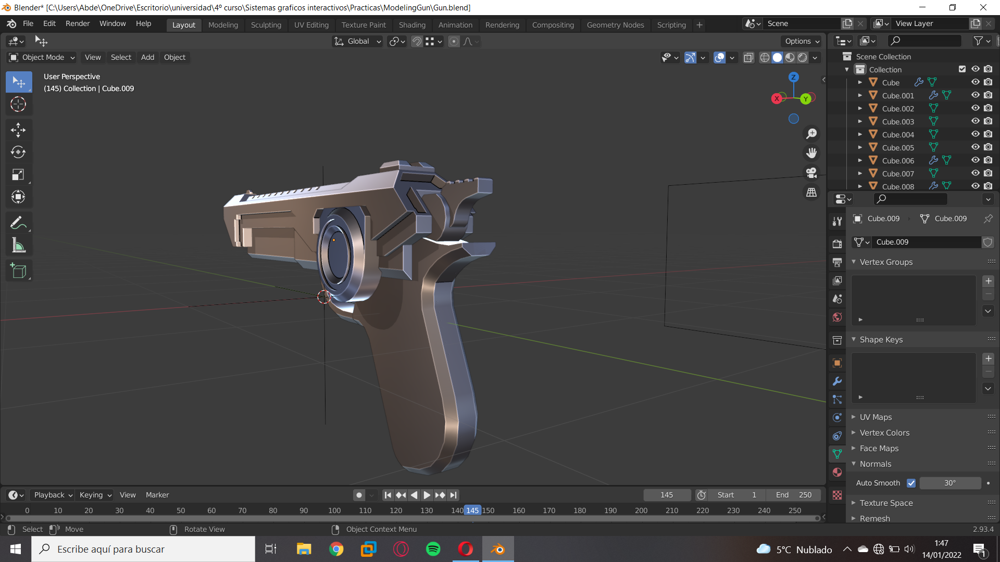 Blender* [C:\Users\Abde\OneDrive\Escritorio\universidad\4º curso\Sistemas graficos interactivos\Practicas\ModelingGun\Gun.blend]
File Edit Render Window Help Layout Modeling Sculpting UV Editing Texture Paint Shading Animation Rendering Compositing Geometry Nodes Scripting + Scene View Layer
Global Options
Object Mode View Select Add Object
User Perspective
(145) Collection | Cube.009
Z
X
Y
Scene Collection
Collection
Cube
Cube.001
Cube.002
Cube.003
Cube.004
Cube.005
Cube.006
Cube.007
Cube.008
Cube.009 Cube.009
Cube.009
Vertex Groups
Shape Keys
UV Maps
Vertex Colors
Face Maps
Normals
Auto Smooth 30°
Texture Space
Remesh
Playback Keying View Marker 145 Start 1 End 250
0 10 20 30 40 50 60 70 80 90 100 110 120 130 140 145 150 160 170 180 190 200 210 220 230 240 250
Select Move Rotate View Object Context Menu 2.93.4
Escribe aquí para buscar
5°C Nublado
1:47
14/01/2022
1